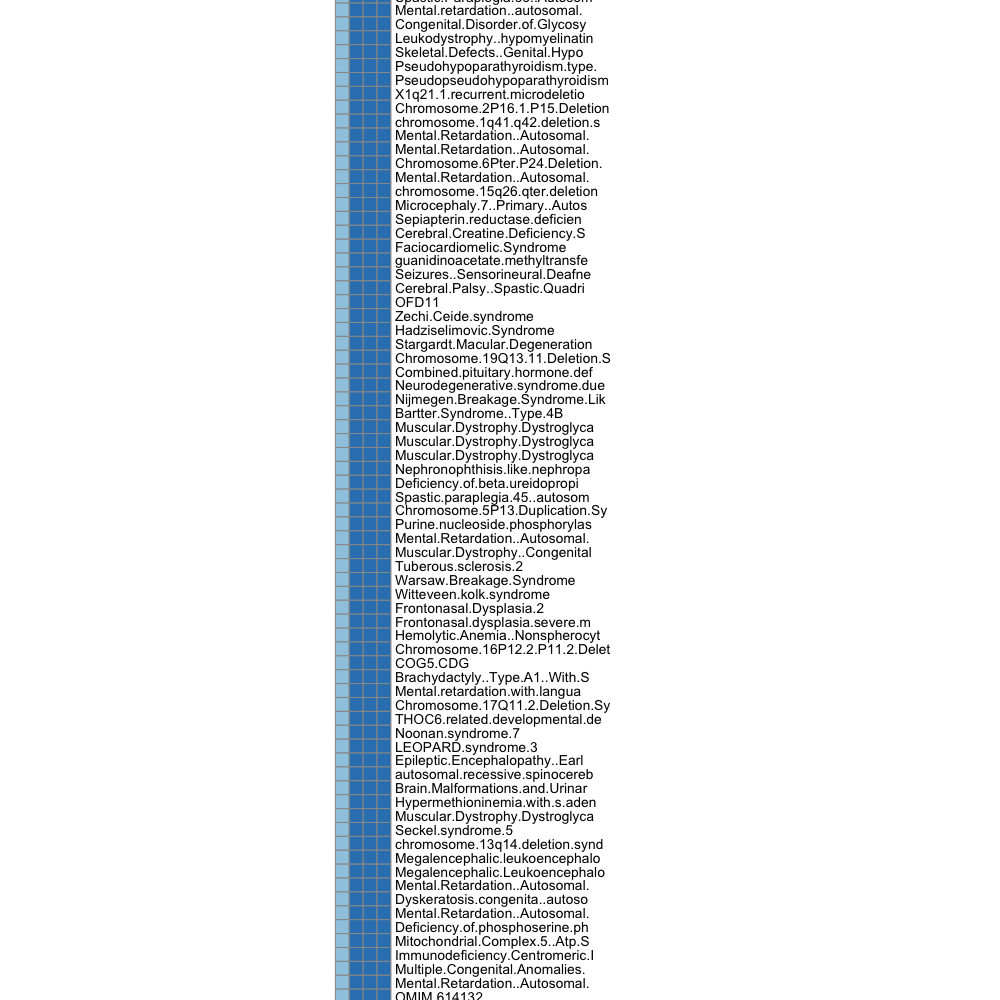 Mental.retardation..autosomal.
Congenital.Disorder.of.Glycosy
Leukodystrophy..hypomyelinatin
Skeletal.Defects..Genital.Hypo
Pseudohypoparathyroidism.type.
Pseudopseudohypoparathyroidism
X1q21.1.recurrent.microdeletio
Chromosome.2P16.1.P15.Deletion
chromosome.1q41.q42.deletion.s
Mental.Retardation..Autosomal.
Mental.Retardation..Autosomal.
Chromosome.6Pter.P24.Deletion.
Mental.Retardation..Autosomal.
chromosome.15q26.qter.deletion
Microcephaly.7..Primary..Autos
Sepiapterin.reductase.deficien
Cerebral.Creatine.Deficiency.S
Faciocardiomelic.Syndrome
guanidinoacetate.methyltransfe
Seizures..Sensorineural.Deafne
Cerebral.Palsy..Spastic.Quadri
OFD11
Zechi.Ceide.syndrome
Hadziselimovic.Syndrome
Stargardt.Macular.Degeneration
Chromosome.19Q13.11.Deletion.S
Combined.pituitary.hormone.def
Neurodegenerative.syndrome.due
Nijmegen.Breakage.Syndrome.Lik
Bartter.Syndrome..Type.4B
Muscular.Dystrophy.Dystroglyca
Muscular.Dystrophy.Dystroglyca
Muscular.Dystrophy.Dystroglyca
Nephronophthisis.like.nephropa
Deficiency.of.beta.ureidopropi
Spastic.paraplegia.45..autosom
Chromosome.5P13.Duplication.Sy
Purine.nucleoside.phosphorylas
Mental.Retardation..Autosomal.
Muscular.Dystrophy..Congenital
Tuberous.sclerosis.2
Warsaw.Breakage.Syndrome
Witteveen.kolk.syndrome
Frontonasal.Dysplasia.2
Frontonasal.dysplasia.severe.m
Hemolytic.Anemia..Nonspherocyt
Chromosome.16P12.2.P11.2.Delet
COG5.CDG
Brachydactyly..Type.A1..With.S
Mental.retardation.with.langua
Chromosome.17Q11.2.Deletion.Sy
THOC6.related.developmental.de
Noonan.syndrome.7
LEOPARD.syndrome.3
Epileptic.Encephalopathy..Earl
autosomal.recessive.spinocereb
Brain.Malformations.and.Urinar
Hypermethioninemia.with.s.aden
Muscular.Dystrophy.Dystroglyca
Seckel.syndrome.5
chromosome.13q14.deletion.synd
Megalencephalic.leukoencephalo
Megalencephalic.Leukoencephalo
Mental.Retardation..Autosomal.
Dyskeratosis.congenita..autoso
Mental.Retardation..Autosomal.
Deficiency.of.phosphoserine.ph
Mitochondrial.Complex.5..Atp.S
Immunodeficiency.Centromeric.I
Multiple.Congenital.Anomalies.
Mental.Retardation..Autosomal.
OMIM.614132